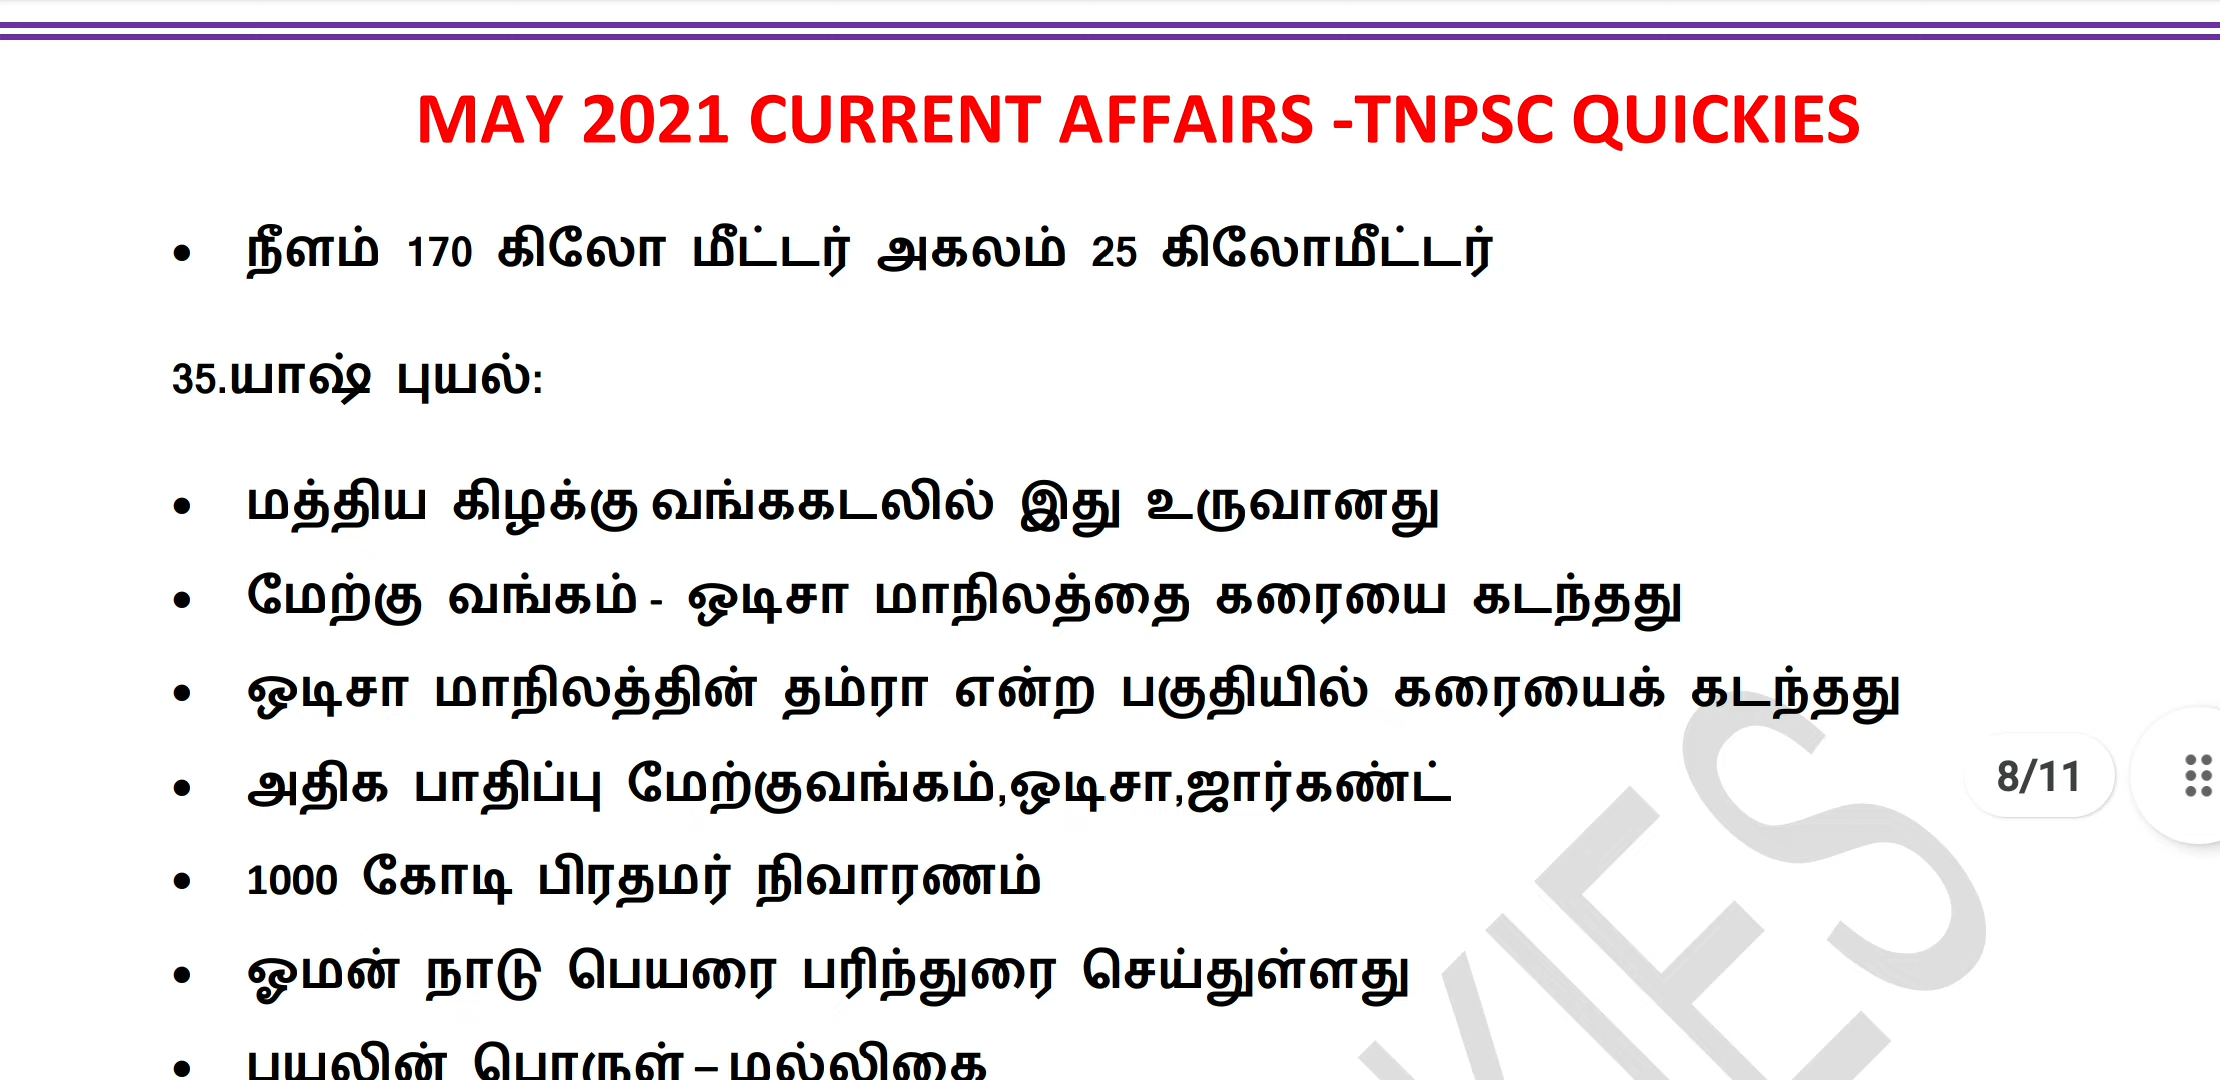 MAY 2021 CURRENT AFFAIRS -TNPSC QUICKIES
• நீளம் 170 கிலோ மீட்டர் அகலம் 25 கிலோமீட்டர்
35.யாஷ் புயல்:
• மத்திய கிழக்கு வங்ககடலில் இது உருவானது
• மேற்கு வங்கம் - ஒடிசா மாநிலத்தை கரையை கடந்தது
• ஒடிசா மாநிலத்தின் தம்ரா என்ற பகுதியில் கரையைக் கடந்தது
• அதிக பாதிப்பு மேற்குவங்கம்,ஒடிசா,ஜார்கண்ட்
8/11
• 1000 கோடி பிரதமர் நிவாரணம்
• ஓமன் நாடு பெயரை பரிந்துரை செய்துள்ளது
• புயலின் பொருள் – மல்லிகை
KIES